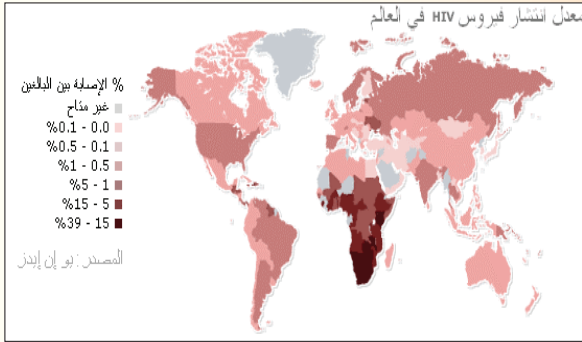 معدل انتشار فيروس HIV في العالم
% الإصابة بين البالغين
غير متاح
%0.1 - 0.0
%0.5 - 0.1
%1 - 0.5
%5 - 1
%15 - 5
%39 - 15
المصدر: يو إن إيدز